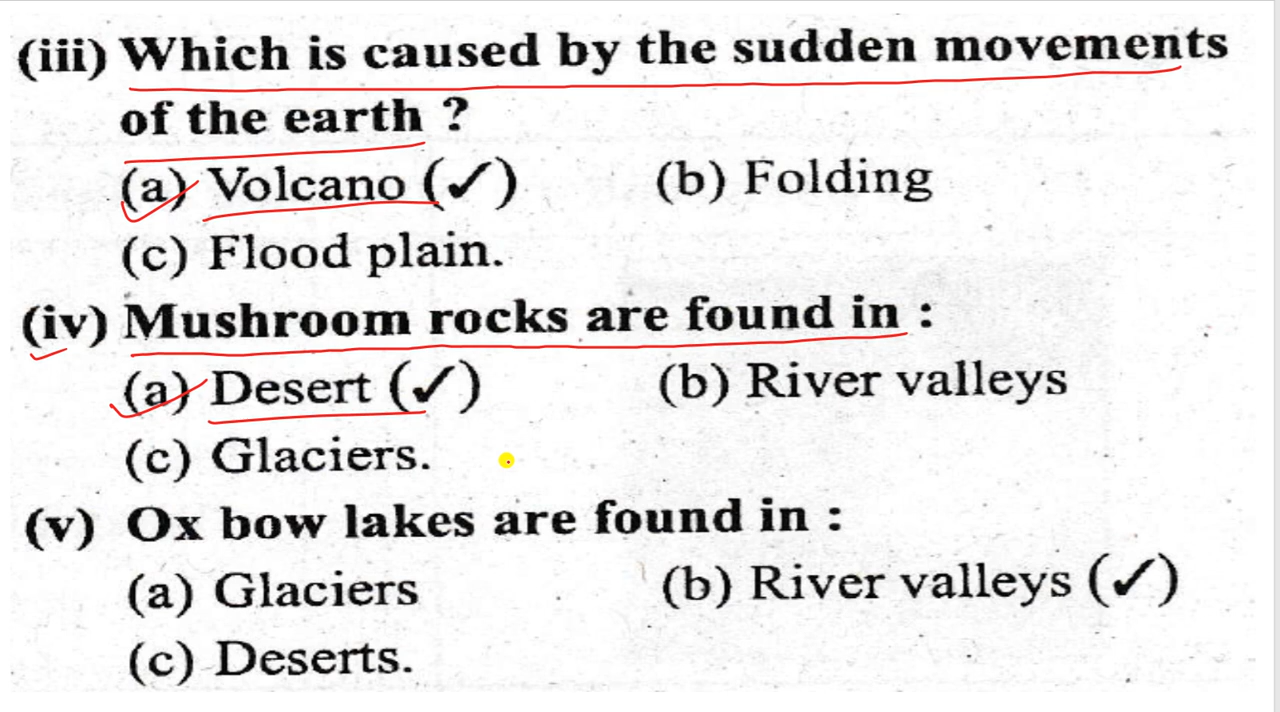 (iii) Which is caused by the sudden movements
of the earth ?
(a) Volcano (✓) (b) Folding
(c) Flood plain.
(iv) Mushroom rocks are found in :
(a) Desert (✓) (b) River valleys
(c) Glaciers.
(v) Ox bow lakes are found in :
(a) Glaciers (b) River valleys (✓)
(c) Deserts.